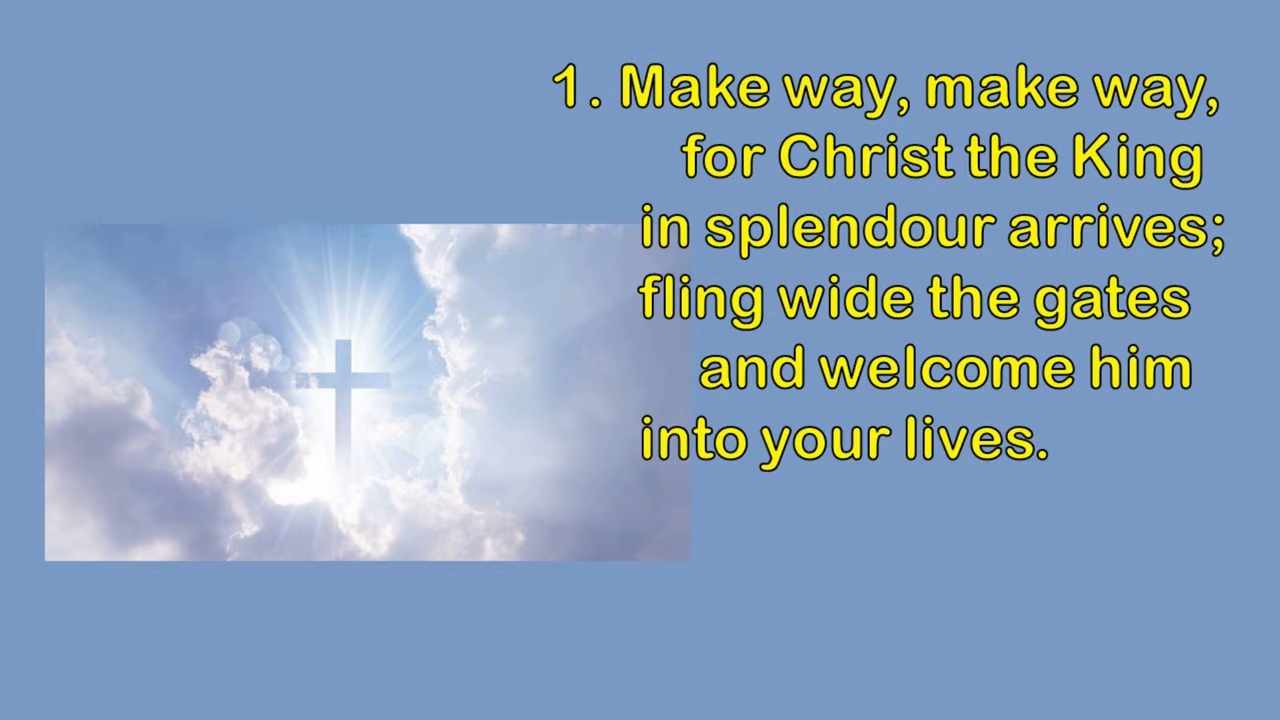 1. Make way, make way,
for Christ the King
in splendour arrives;
fling wide the gates
and welcome him
into your lives.